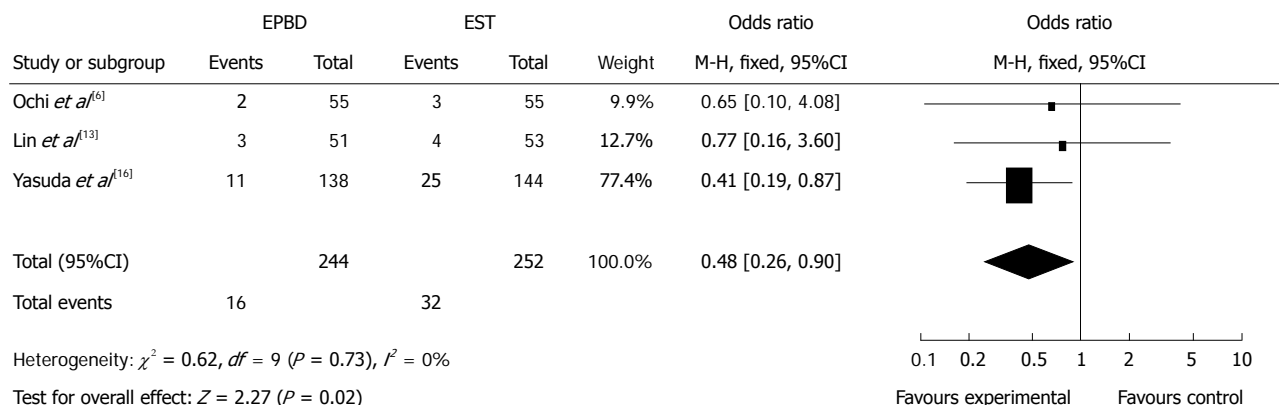 EPBD EST Odds ratio Odds ratio
Study or subgroup Events Total Events Total Weight M-H, fixed, 95%CI M-H, fixed, 95%CI
Ochi et al[6] 2 55 3 55 9.9% 0.65 [0.10, 4.08]
Lin et al[13] 3 51 4 53 12.7% 0.77 [0.16, 3.60]
Yasuda et al[16] 11 138 25 144 77.4% 0.41 [0.19, 0.87]
Total (95%CI) 244 252 100.0% 0.48 [0.26, 0.90]
Total events 16 32
Heterogeneity: χ² = 0.62, df = 9 (P = 0.73), I² = 0%
0.1 0.2 0.5 1 2 5 10
Test for overall effect: Z = 2.27 (P = 0.02)
Favours experimental Favours control